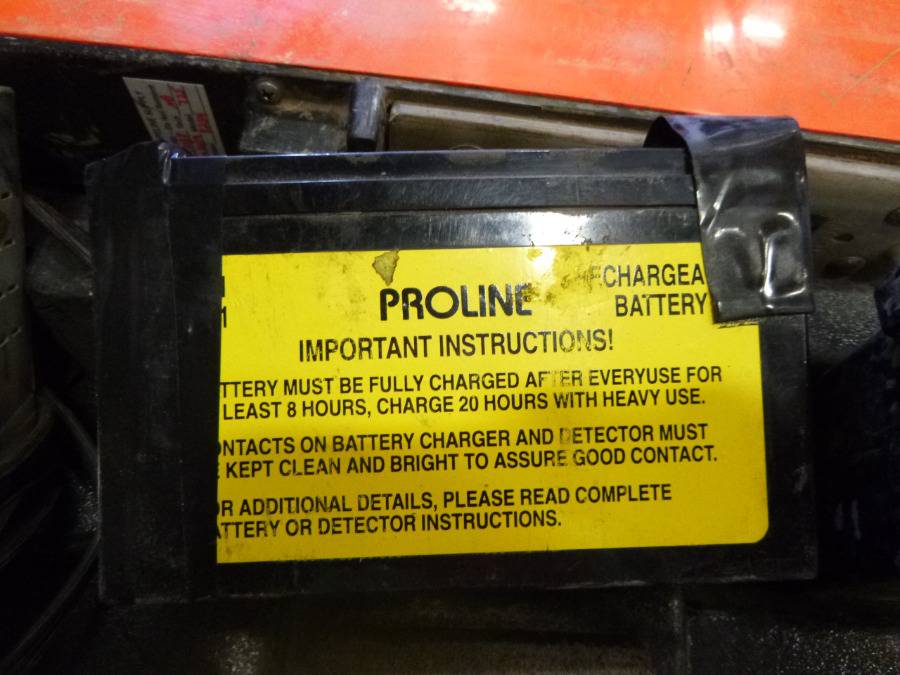 PROLINE
CHARGEA
BATTERY
IMPORTANT INSTRUCTIONS!
TTERY MUST BE FULLY CHARGED AFTER EVERYUSE FOR
LEAST 8 HOURS, CHARGE 20 HOURS WITH HEAVY USE.
ONTACTS ON BATTERY CHARGER AND DETECTOR MUST
KEPT CLEAN AND BRIGHT TO ASSURE GOOD CONTACT.
OR ADDITIONAL DETAILS, PLEASE READ COMPLETE
ATTERY OR DETECTOR INSTRUCTIONS.